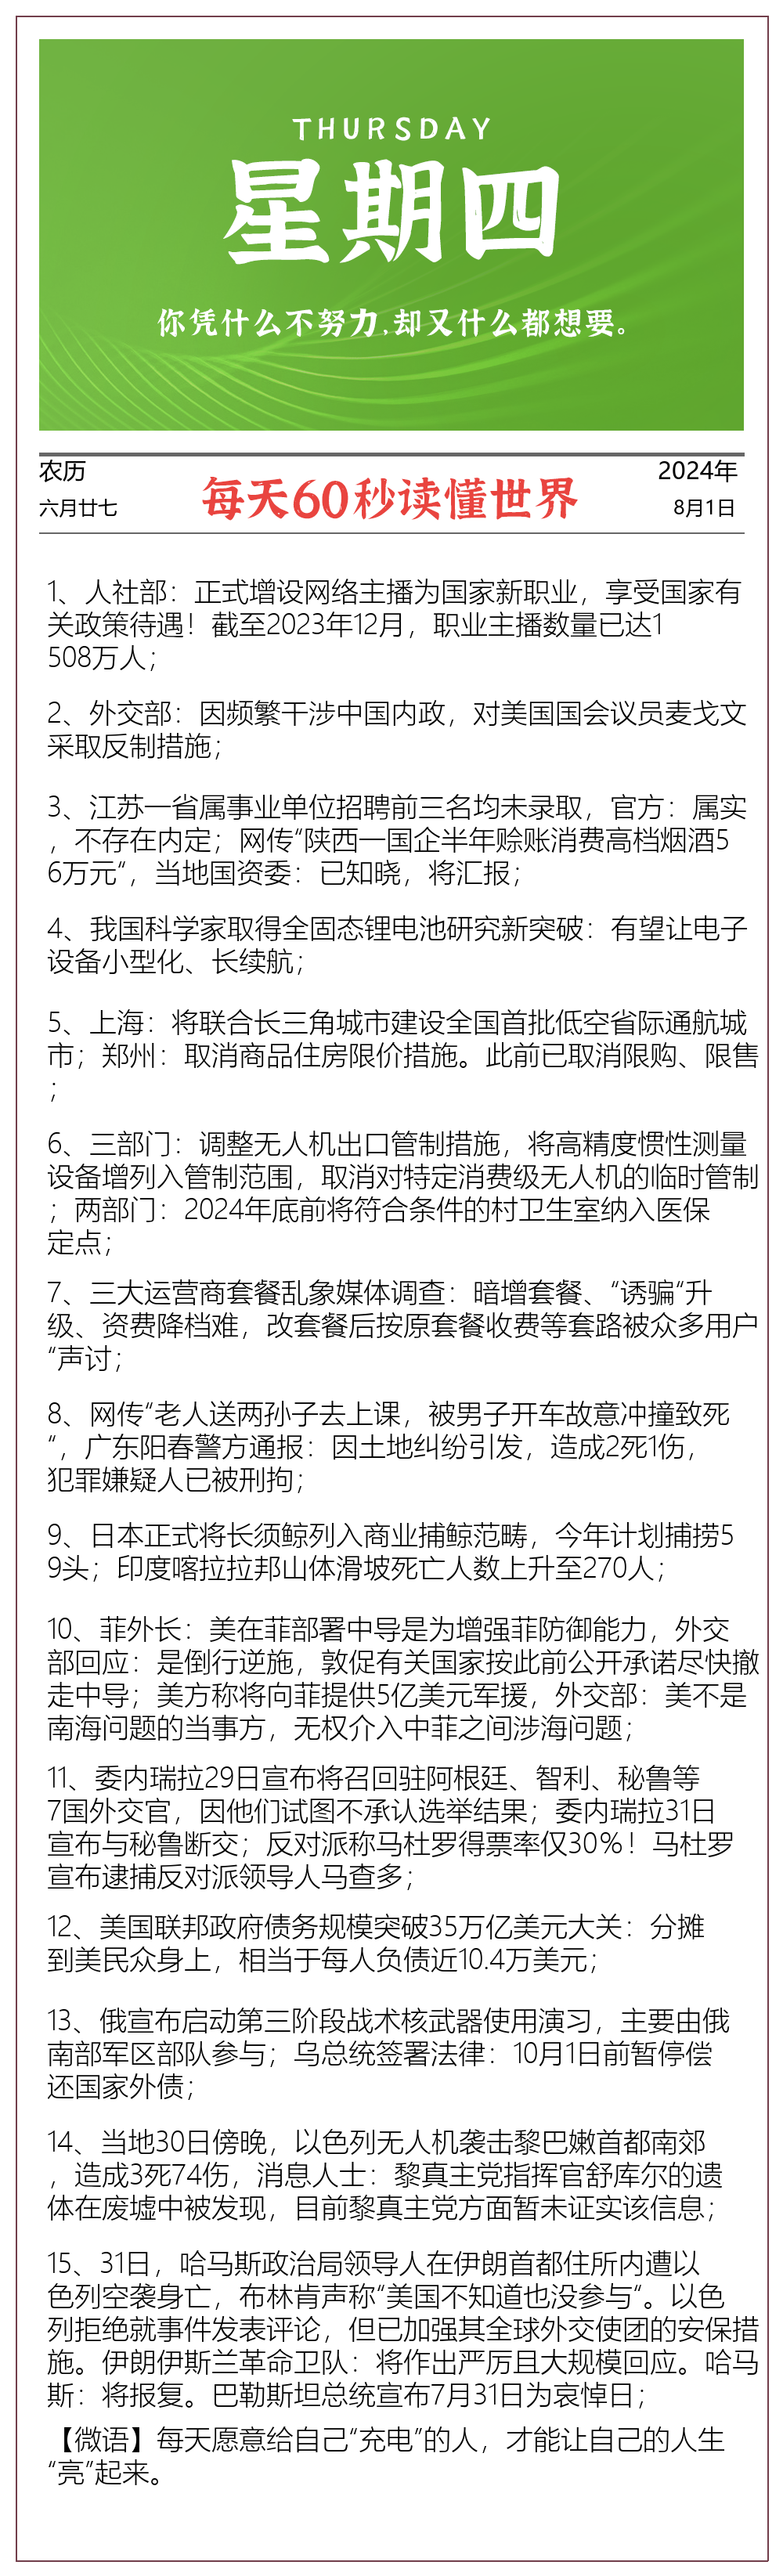 THURSDAY
星期四
你凭什么不努力,却又什么都想要。
农历
2024年
每天60秒读懂世界
六月廿七
8月1日
1、人社部：正式增设网络主播为国家新职业，享受国家有
关政策待遇！截至2023年12月，职业主播数量已达1
508万人；
2、外交部：因频繁干涉中国内政，对美国国会议员麦戈文
采取反制措施；
3、江苏一省属事业单位招聘前三名均未录取，官方：属实
，不存在内定；网传“陕西一国企半年赊账消费高档烟酒5
6万元“，当地国资委：已知晓，将汇报；
4、我国科学家取得全固态锂电池研究新突破：有望让电子
设备小型化、长续航；
5、上海：将联合长三角城市建设全国首批低空省际通航城
市；郑州：取消商品住房限价措施。此前已取消限购、限售
；
6、三部门：调整无人机出口管制措施，将高精度惯性测量
设备增列入管制范围，取消对特定消费级无人机的临时管制
；两部门：2024年底前将符合条件的村卫生室纳入医保
定点；
7、三大运营商套餐乱象媒体调查：暗增套餐、“诱骗“升
级、资费降档难，改套餐后按原套餐收费等套路被众多用户
“声讨；
8、网传“老人送两孙子去上课，被男子开车故意冲撞致死
“，广东阳春警方通报：因土地纠纷引发，造成2死1伤，
犯罪嫌疑人已被刑拘；
9、日本正式将长须鲸列入商业捕鲸范畴，今年计划捕捞5
9头；印度喀拉拉邦山体滑坡死亡人数上升至270人；
10、菲外长：美在菲部署中导是为增强菲防御能力，外交
部回应：是倒行逆施，敦促有关国家按此前公开承诺尽快撤
走中导；美方称将向菲提供5亿美元军援，外交部：美不是
南海问题的当事方，无权介入中菲之间涉海问题；
11、委内瑞拉29日宣布将召回驻阿根廷、智利、秘鲁等
7国外交官，因他们试图不承认选举结果；委内瑞拉31日
宣布与秘鲁断交；反对派称马杜罗得票率仅30%！马杜罗
宣布逮捕反对派领导人马查多；
12、美国联邦政府债务规模突破35万亿美元大关：分摊
到美民众身上，相当于每人负债近10.4万美元；
13、俄宣布启动第三阶段战术核武器使用演习，主要由俄
南部军区部队参与；乌总统签署法律：10月1日前暂停偿
还国家外债；
14、当地30日傍晚，以色列无人机袭击黎巴嫩首都南郊
，造成3死74伤，消息人士：黎真主党指挥官舒库尔的遗
体在废墟中被发现，目前黎真主党方面暂未证实该信息；
15、31日，哈马斯政治局领导人在伊朗首都住所内遭以
色列空袭身亡，布林肯声称“美国不知道也没参与“。以色
列拒绝就事件发表评论，但已加强其全球外交使团的安保措
施。伊朗伊斯兰革命卫队：将作出严厉且大规模回应。哈马
斯：将报复。巴勒斯坦总统宣布7月31日为哀悼日；
【微语】每天愿意给自己“充电”的人，才能让自己的人生
“亮”起来。